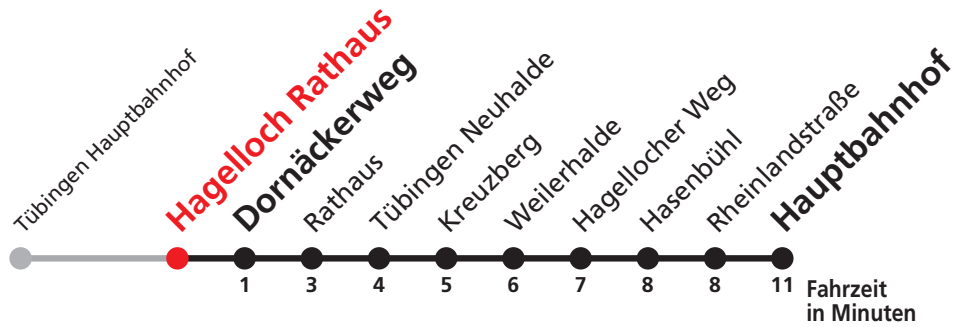 Tübingen Hauptbahnhof
Hagelloch Rathaus
Dornäckerweg
Rathaus
Tübingen Neuhalde
Kreuzberg
Weilerhalde
Hagellocher Weg
Hasenbühl
Rheinlandstraße
Hauptbahnhof
1 3 4 5 6 7 8 8 11 Fahrzeit
in Minuten